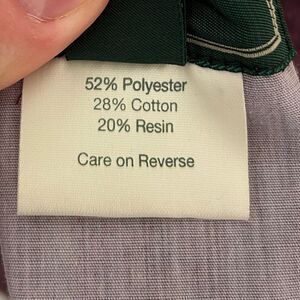 52% Polyester
28% Cotton
20% Resin
Care on Reverse